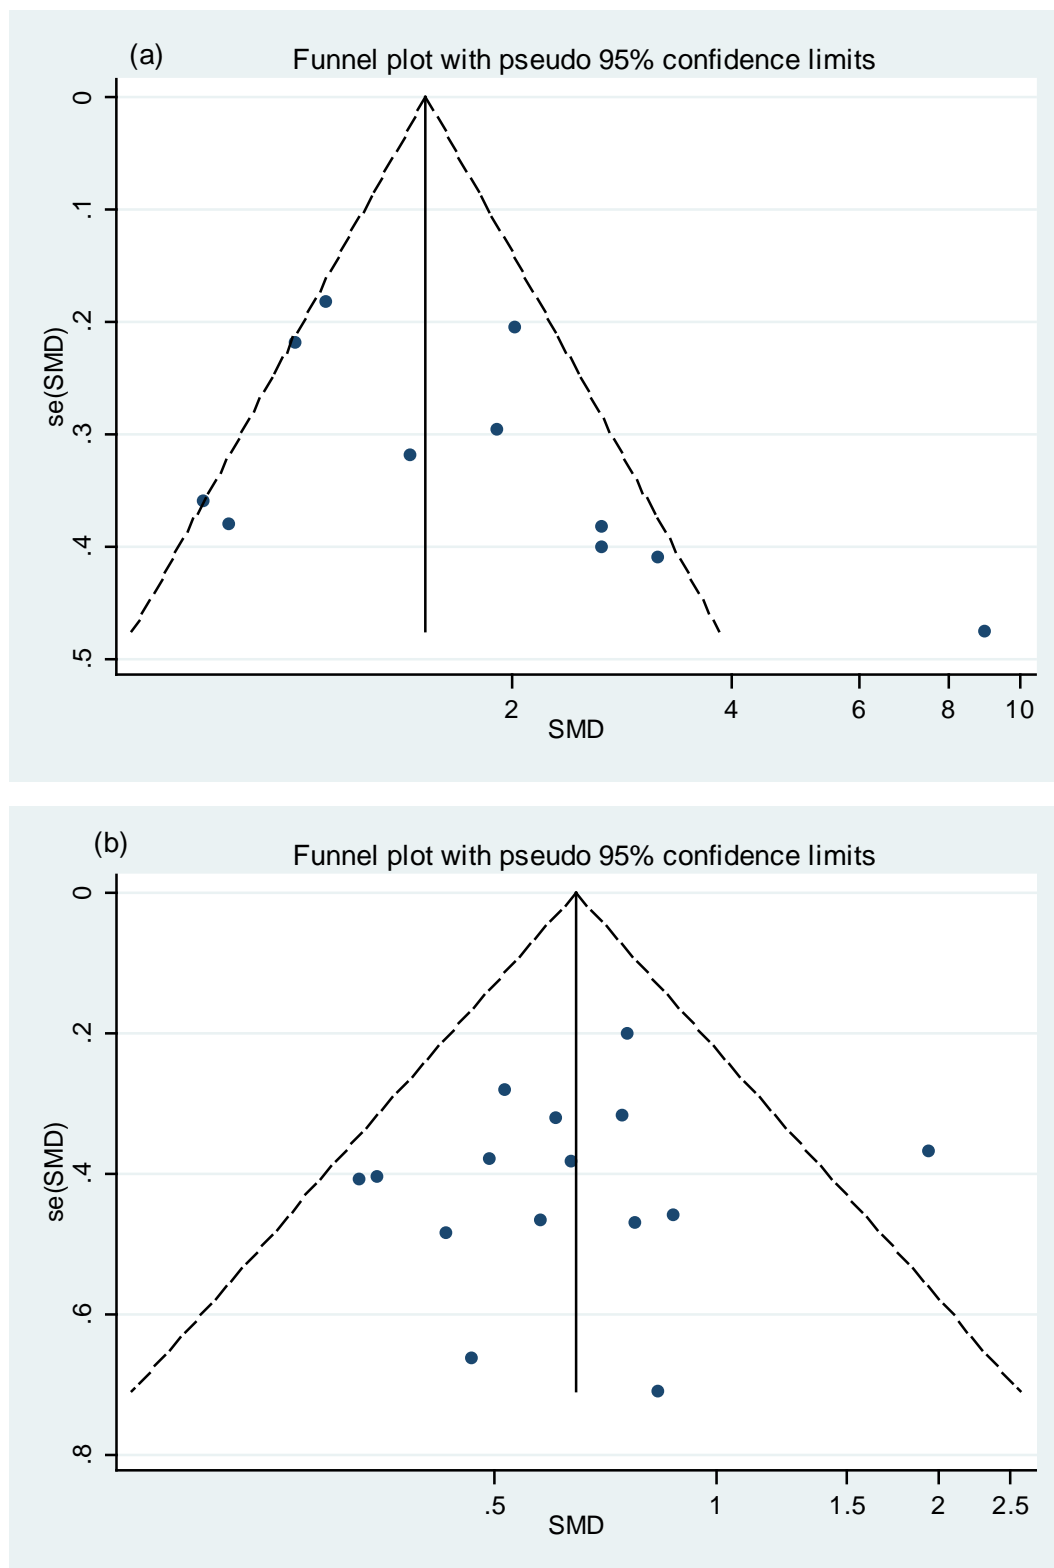 (a)
Funnel plot with pseudo 95% confidence limits
se(SMD)
0
.1
.2
.3
.4
.5
2 4 6 8 10
SMD
(b)
Funnel plot with pseudo 95% confidence limits
se(SMD)
0
.2
.4
.6
.8
.5 1 1.5 2 2.5
SMD